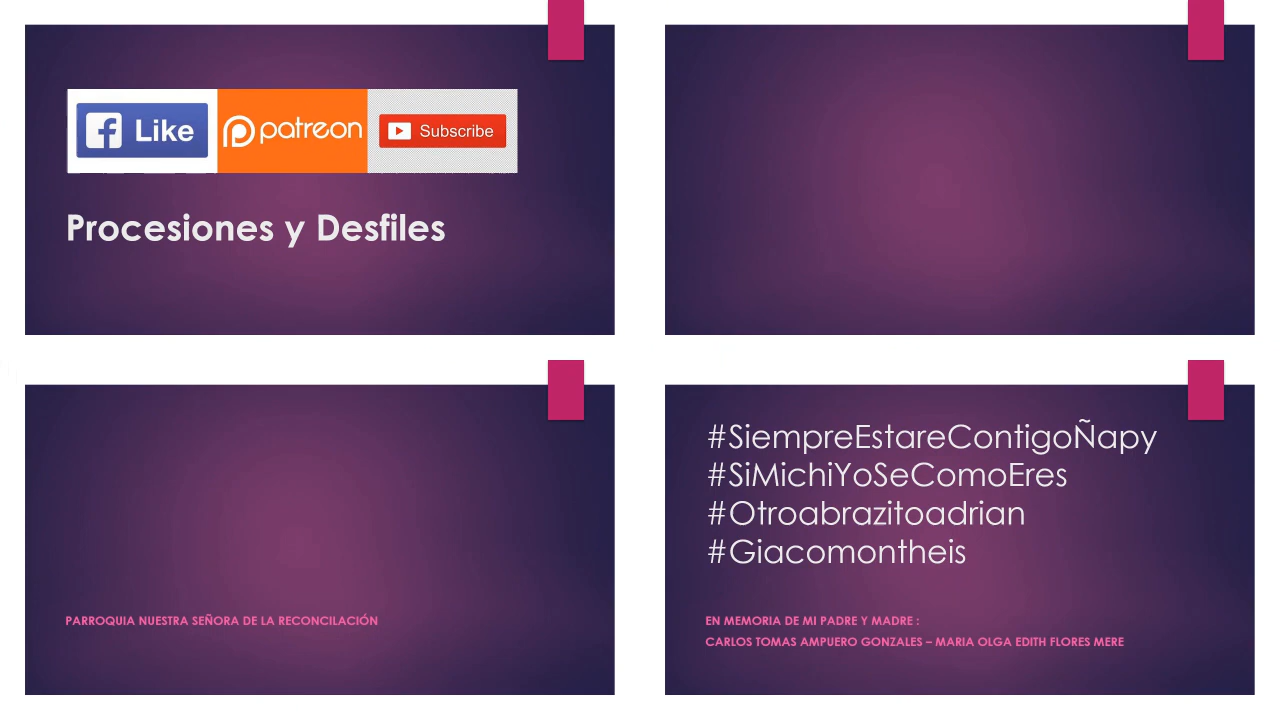 Like
patreon
Subscribe
Procesiones y Desfiles
PARROQUIA NUESTRA SEÑORA DE LA RECONCILACIÓN
#SiempreEstareContigoÑapy
#SiMichiYoSeComoEres
#Otroabrazitoadrian
#Giacomontheis
EN MEMORIA DE MI PADRE Y MADRE :
CARLOS TOMAS AMPUERO GONZALES – MARIA OLGA EDITH FLORES MERE